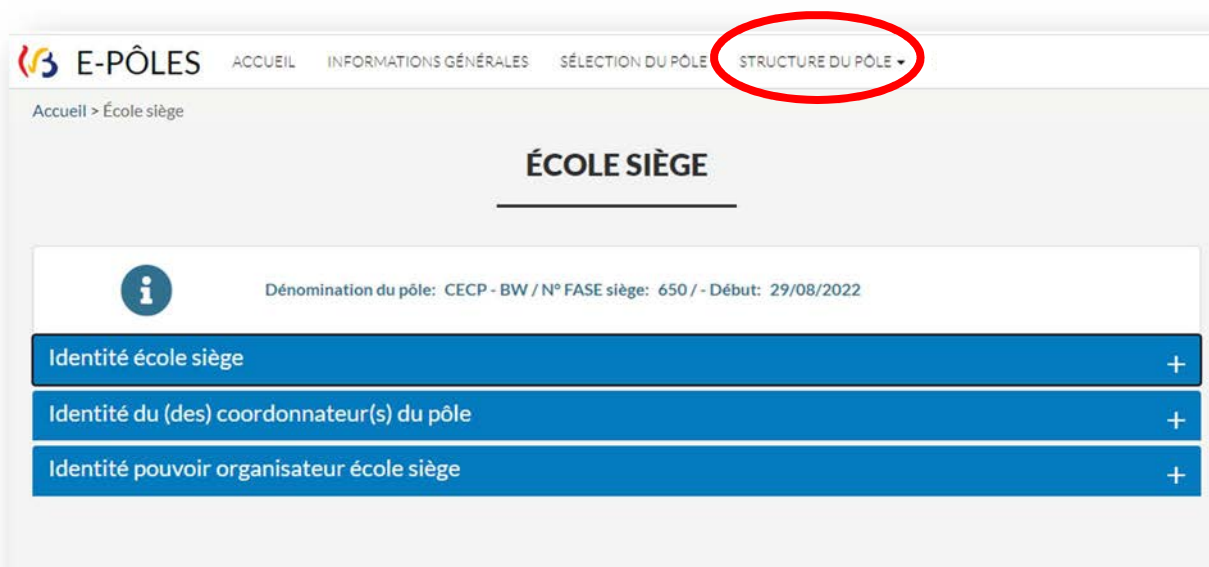 E-PÔLES ACCUEIL INFORMATIONS GÉNÉRALES SÉLECTION DU PÔLE STRUCTURE DU PÔLE
Accueil > École siège
ÉCOLE SIÈGE
Dénomination du pôle: CECP - BW / N° FASE siège: 650 / - Début: 29/08/2022
Identité école siège +
Identité du (des) coordonnateur(s) du pôle +
Identité pouvoir organisateur école siège +